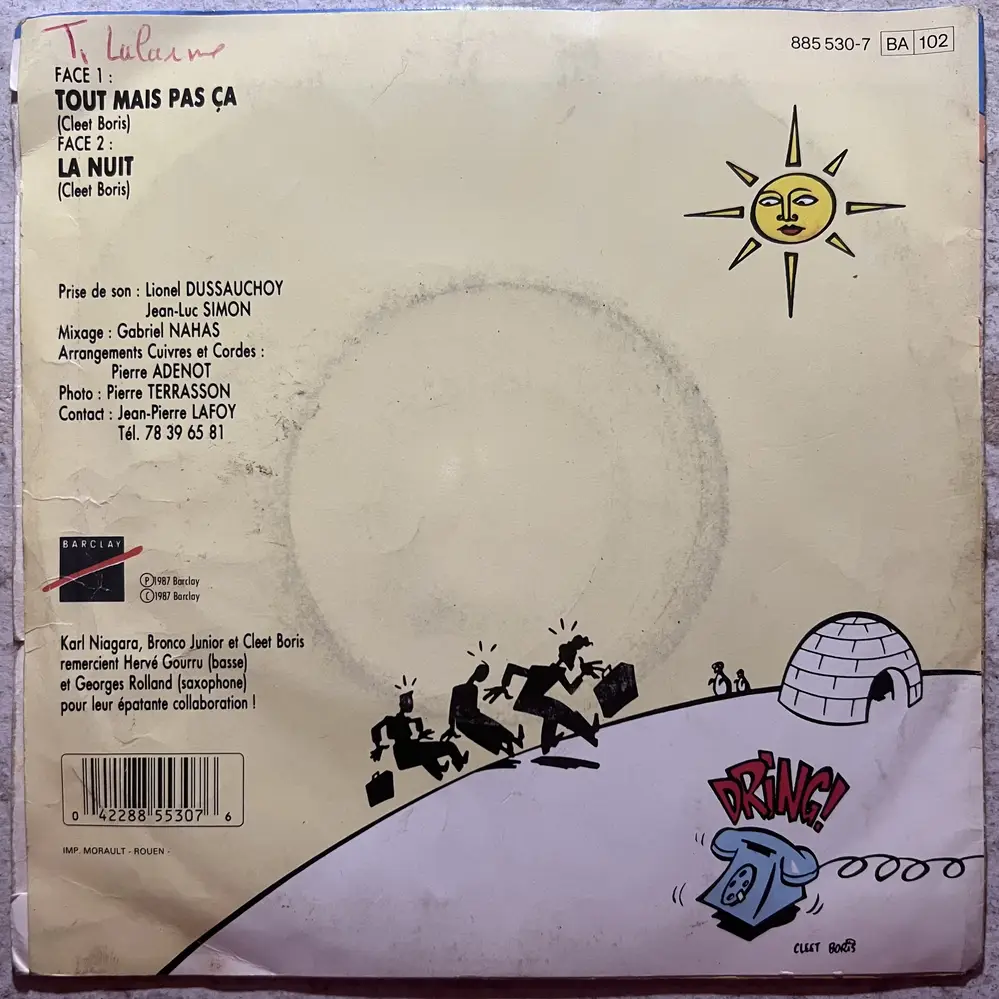 885 530-7 BA 102
FACE 1 :
TOUT MAIS PAS ÇA
(Cleet Boris)
FACE 2 :
LA NUIT
(Cleet Boris)
Prise de son : Lionel DUSSAUCHOY
Jean-Luc SIMON
Mixage : Gabriel NAHAS
Arrangements Cuivres et Cordes :
Pierre ADENOT
Photo : Pierre TERRASSON
Contact : Jean-Pierre LAFOY
Tél. 78 39 65 81
BARCLAY
Ⓟ1987 Barclay
Ⓒ1987 Barclay
Karl Niagara, Bronco Junior et Cleet Boris
remercient Hervé Gourru (basse)
et Georges Rolland (saxophone)
pour leur épatante collaboration !
0 42288 55307 6
IMP. MORAULT - ROUEN -
DRiNG!
CLEET BORiS